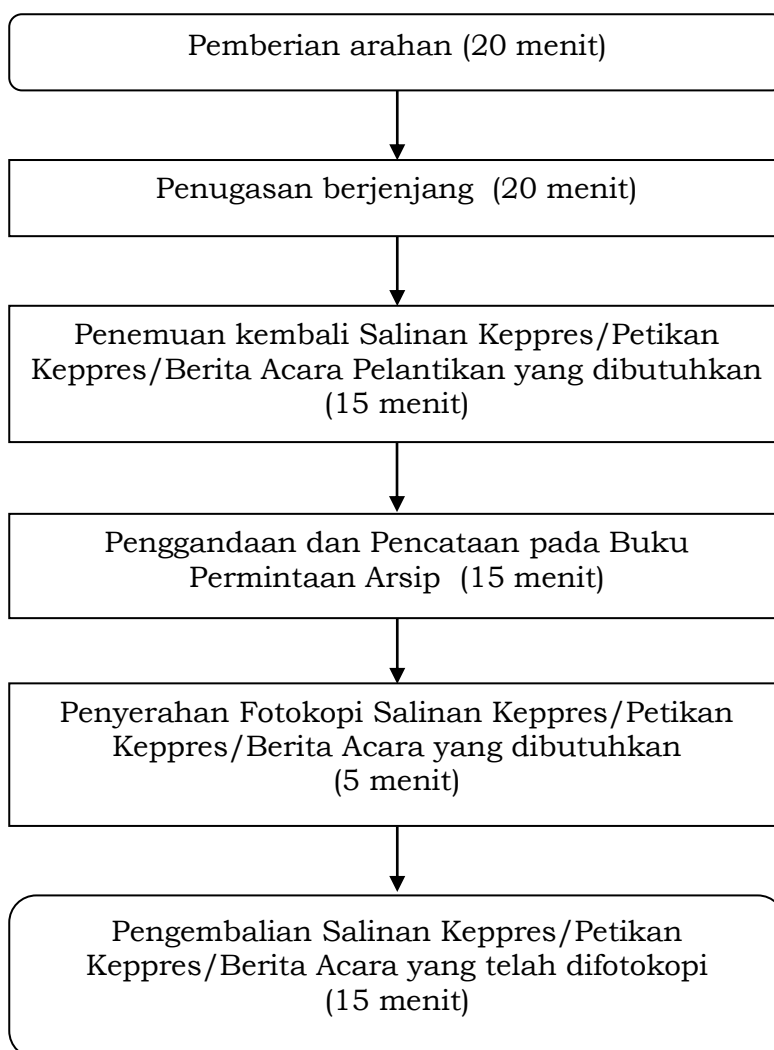 Pemberian arahan (20 menit)
Penugasan berjenjang (20 menit)
Penemuan kembali Salinan Keppres/Petikan
Keppres/Berita Acara Pelantikan yang dibutuhkan
(15 menit)
Penggandaan dan Pencataan pada Buku
Permintaan Arsip (15 menit)
Penyerahan Fotokopi Salinan Keppres/Petikan
Keppres/Berita Acara yang dibutuhkan
(5 menit)
Pengembalian Salinan Keppres/Petikan
Keppres/Berita Acara yang telah difotokopi
(15 menit)